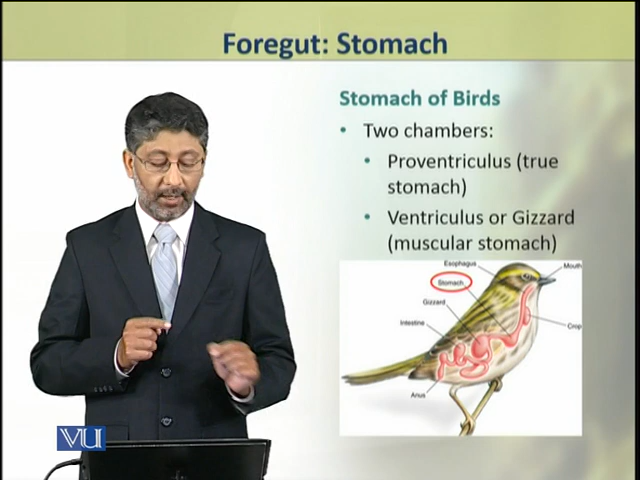 Foregut: Stomach
Stomach of Birds
• Two chambers:
• Proventriculus (true
stomach)
• Ventriculus or Gizzard
(muscular stomach)
Esophagus
Mouth
Stomach
Gizzard
Intestine
Crop
Anus
VU